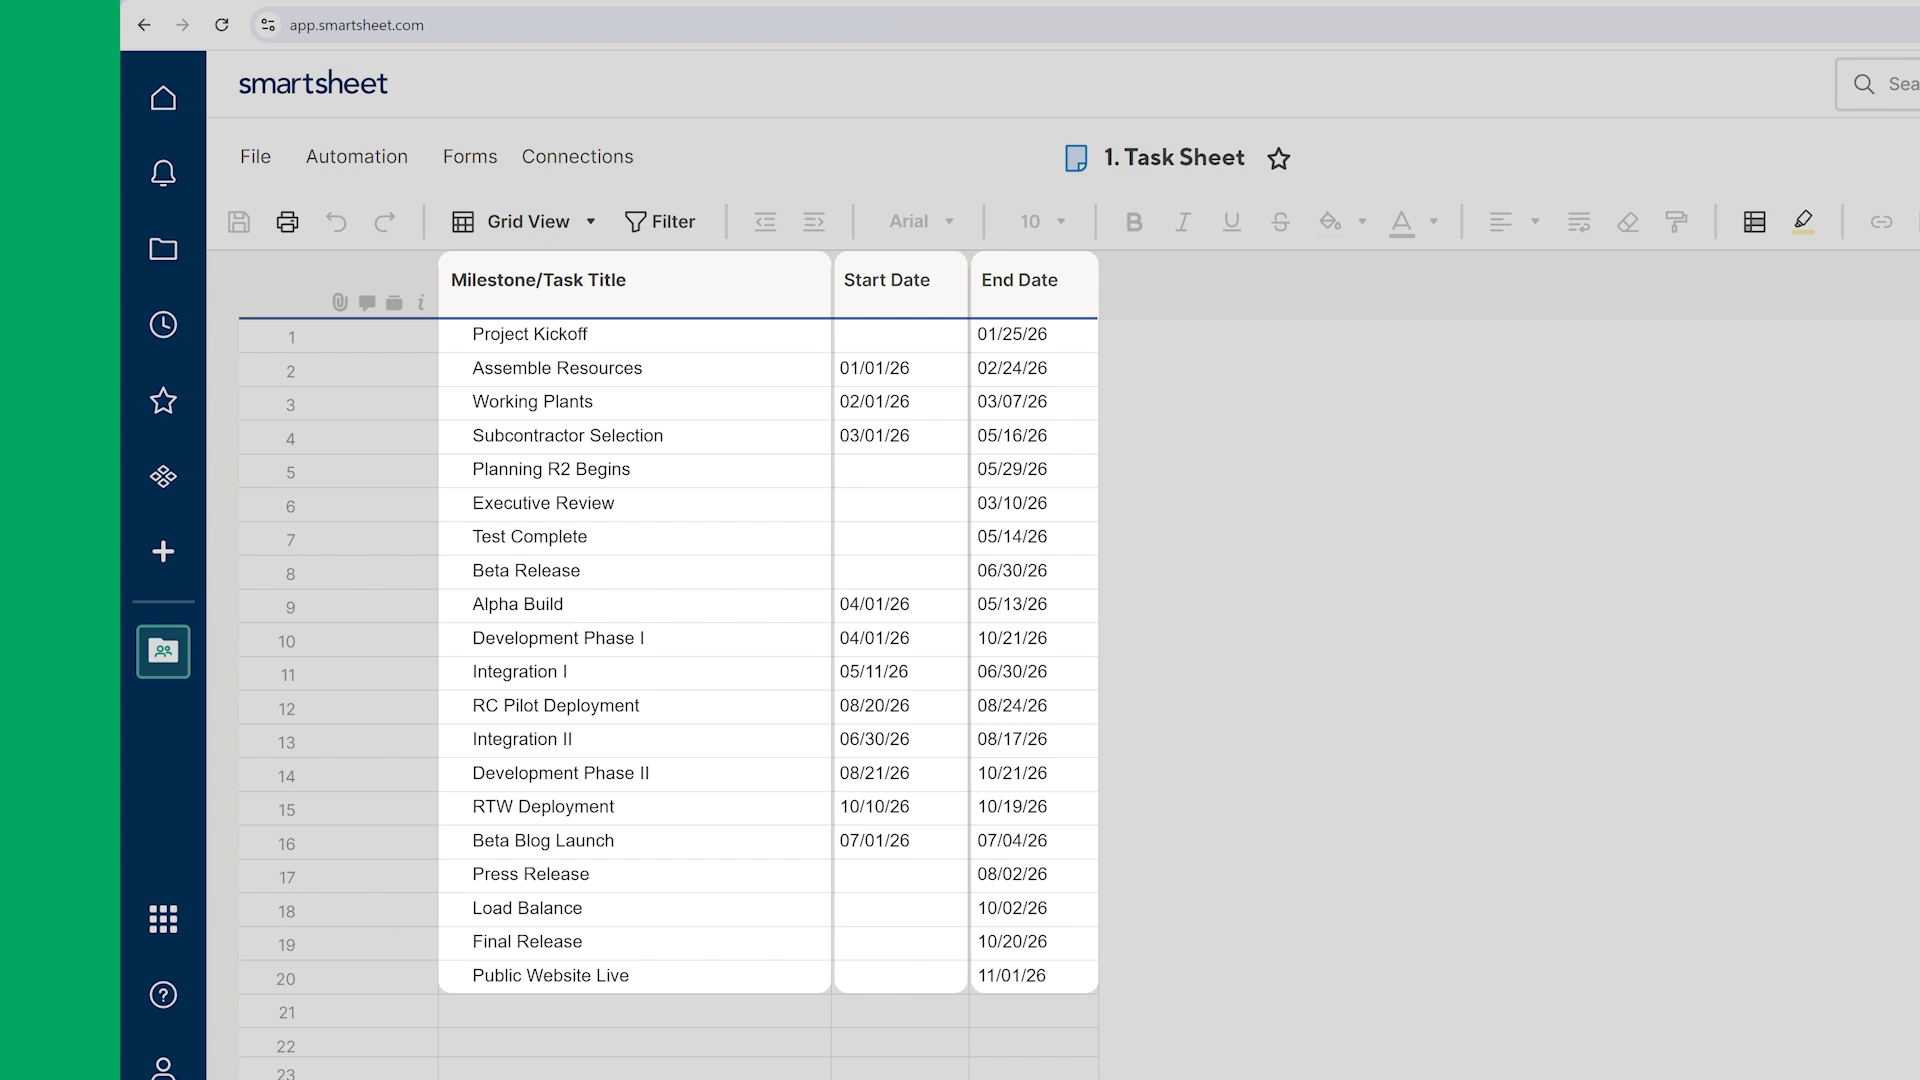 app.smartsheet.com
smartsheet
Sea
File Automation Forms Connections
1. Task Sheet
Grid View Filter Arial 10 B I U S A
Milestone/Task Title Start Date End Date
1 Project Kickoff 01/25/26
2 Assemble Resources 01/01/26 02/24/26
3 Working Plants 02/01/26 03/07/26
4 Subcontractor Selection 03/01/26 05/16/26
5 Planning R2 Begins 05/29/26
6 Executive Review 03/10/26
7 Test Complete 05/14/26
8 Beta Release 06/30/26
9 Alpha Build 04/01/26 05/13/26
10 Development Phase I 04/01/26 10/21/26
11 Integration I 05/11/26 06/30/26
12 RC Pilot Deployment 08/20/26 08/24/26
13 Integration II 06/30/26 08/17/26
14 Development Phase II 08/21/26 10/21/26
15 RTW Deployment 10/10/26 10/19/26
16 Beta Blog Launch 07/01/26 07/04/26
17 Press Release 08/02/26
18 Load Balance 10/02/26
19 Final Release 10/20/26
20 Public Website Live 11/01/26
21
22
23